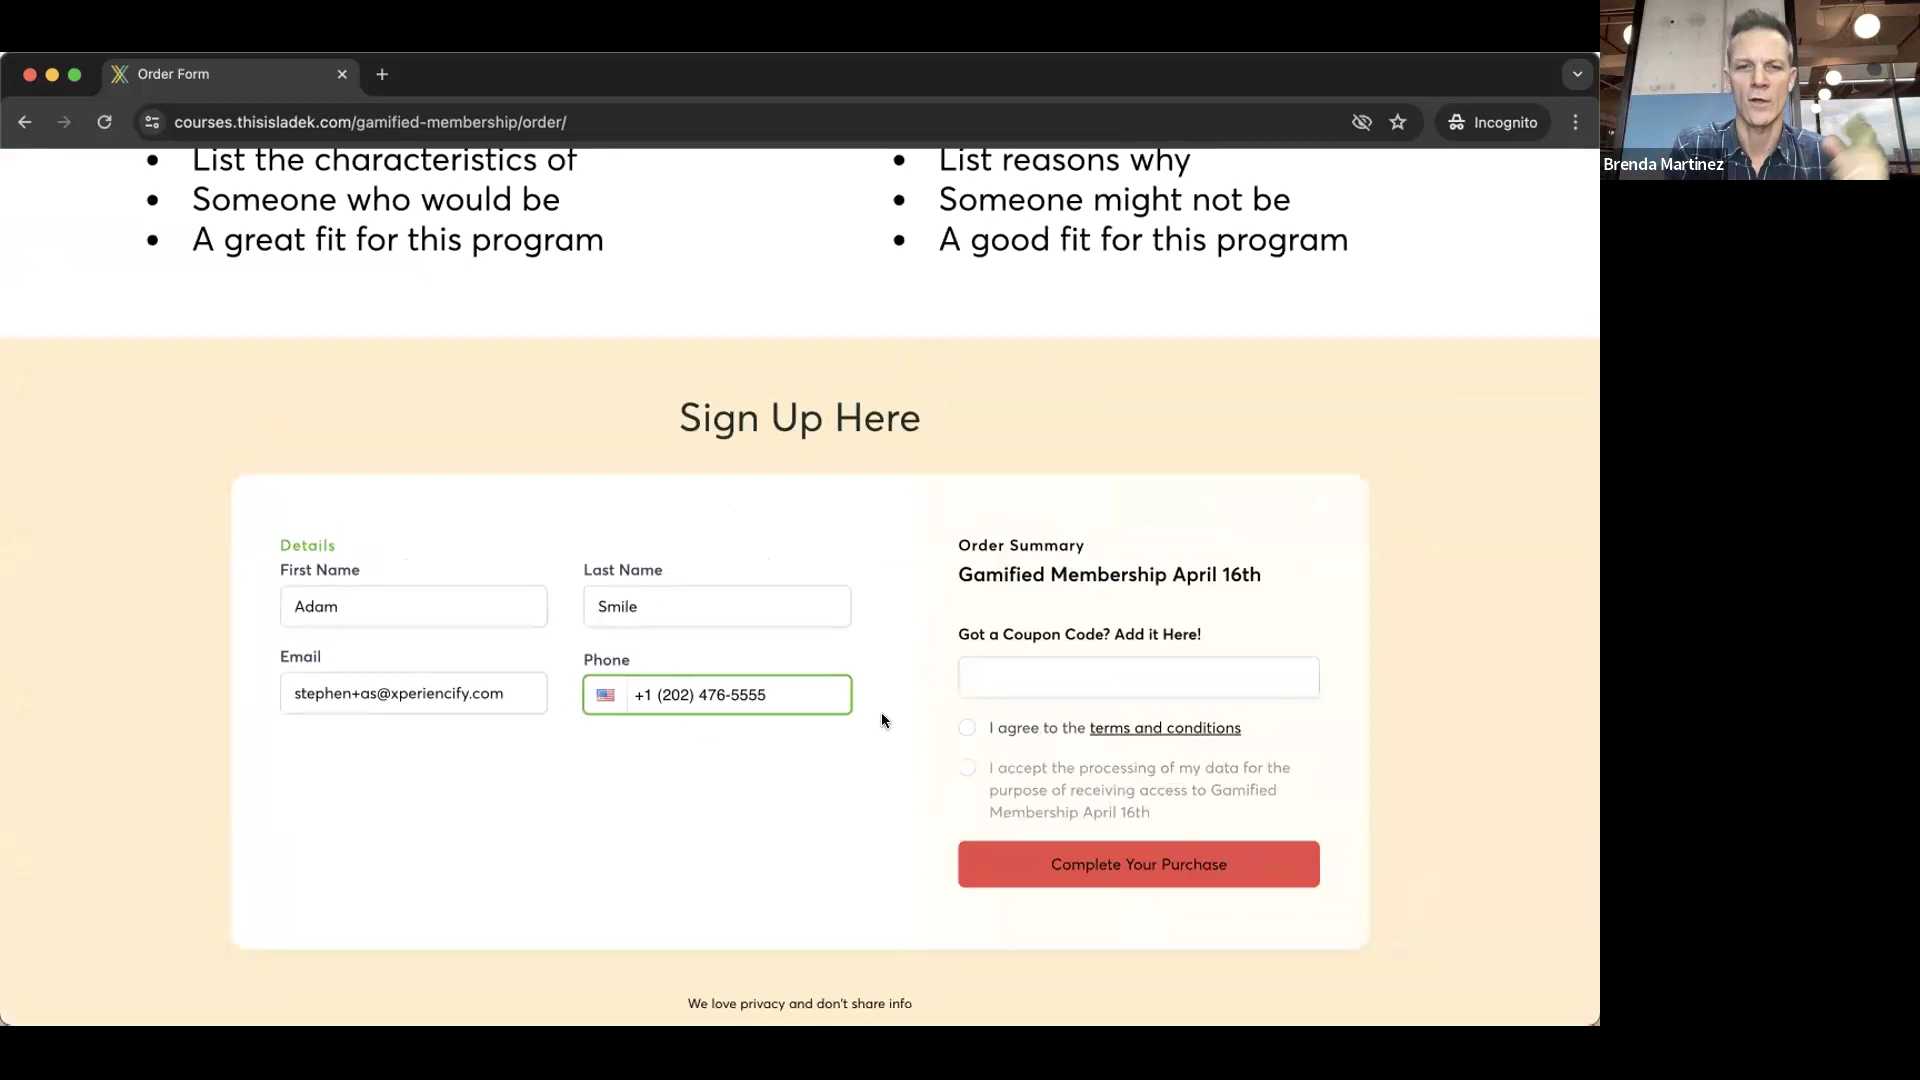 Order Form
courses.thisisladek.com/gamified-membership/order/
Incognito
Brenda Martinez
• List the characteristics of
• Someone who would be
• A great fit for this program
• List reasons why
• Someone might not be
• A good fit for this program
Sign Up Here
Details
First Name
Adam
Last Name
Smile
Email
stephen+as@xperiencify.com
Phone
+1 (202) 476-5555
Order Summary
Gamified Membership April 16th
Got a Coupon Code? Add it Here!
I agree to the terms and conditions
I accept the processing of my data for the
purpose of receiving access to Gamified
Membership April 16th
Complete Your Purchase
We love privacy and don't share info